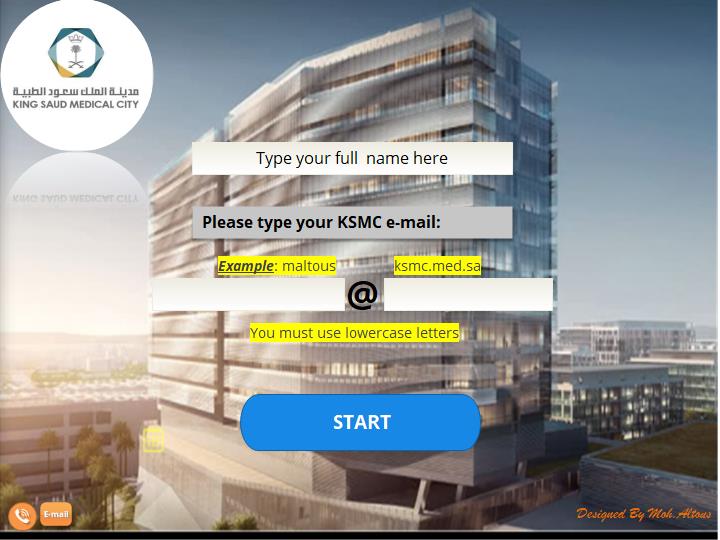 مدينة الملك سعود الطبية
KING SAUD MEDICAL CITY
Type your full name here
Please type your KSMC e-mail:
Example: maltous
ksmc.med.sa
@
You must use lowercase letters
START
E-mail
Designed By Moh.Altous